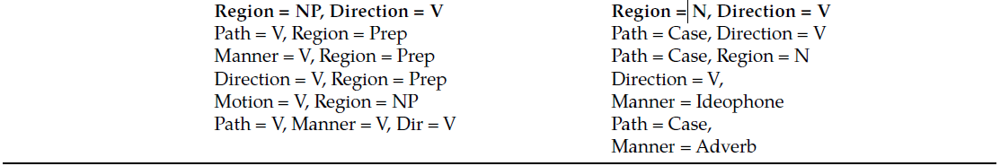 Region = NP, Direction = V
Path = V, Region = Prep
Manner = V, Region = Prep
Direction = V, Region = Prep
Motion = V, Region = NP
Path = V, Manner = V, Dir = V
Region = N, Direction = V
Path = Case, Direction = V
Path = Case, Region = N
Direction = V,
Manner = Ideophone
Path = Case,
Manner = Adverb